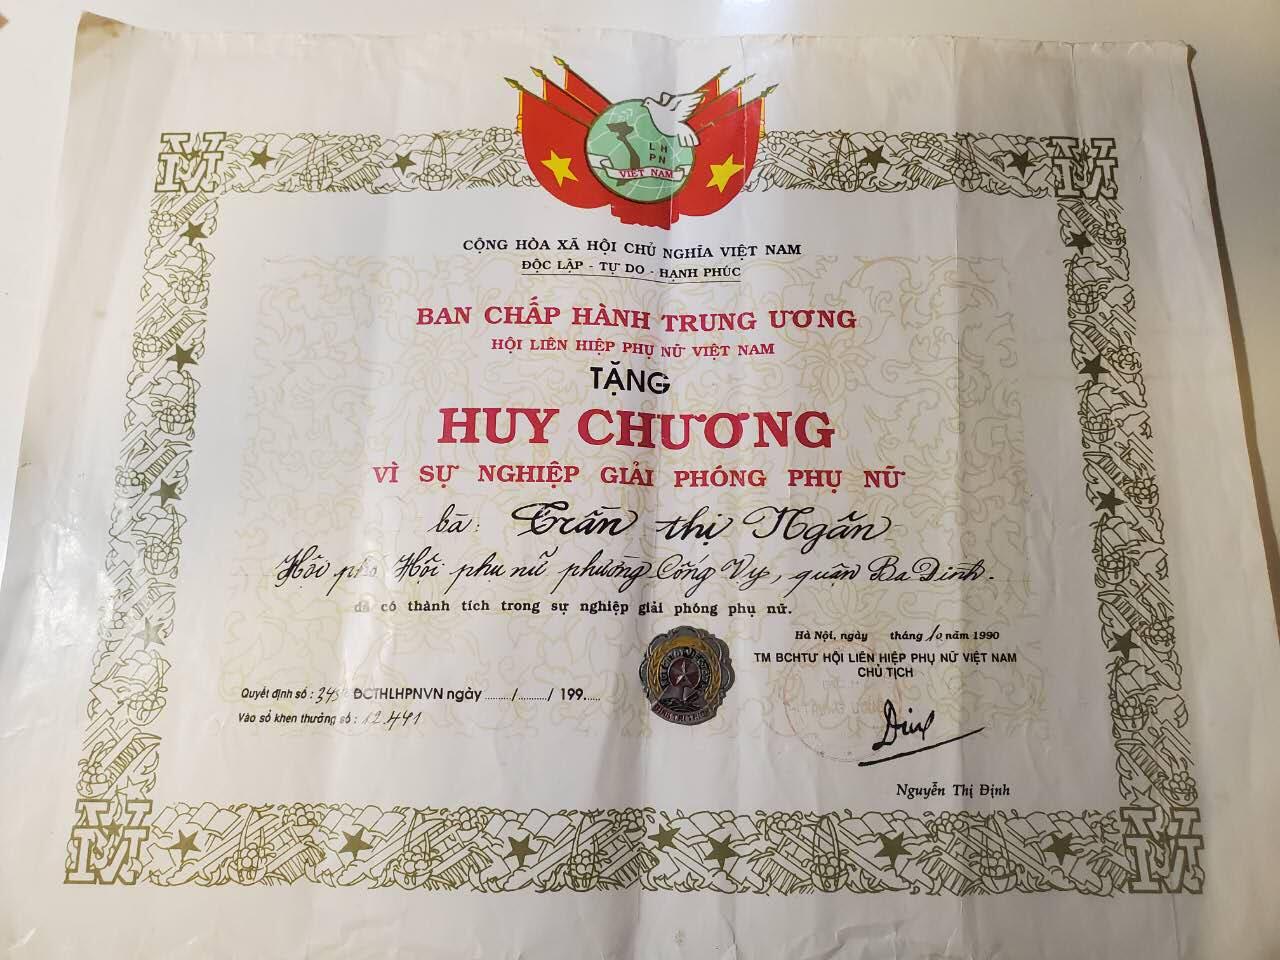 LH
PN
VIỆT NAM
CỘNG HÒA XÃ HỘI CHỦ NGHĨA VIỆT NAM
ĐỘC LẬP - TỰ DO - HẠNH PHÚC
BAN CHẤP HÀNH TRUNG ƯƠNG
HỘI LIÊN HIỆP PHỤ NỮ VIỆT NAM
TẶNG
HUY CHƯƠNG
VÌ SỰ NGHIỆP GIẢI PHÓNG PHỤ NỮ
bà: Trần thị Ngăn
Hội phó Hội phụ nữ phường Cống Vị, quận Ba Đình.
đã có thành tích trong sự nghiệp giải phóng phụ nữ.
Hà Nội, ngày tháng 10 năm 1990
TM BCHTƯ HỘI LIÊN HIỆP PHỤ NỮ VIỆT NAM
CHỦ TỊCH
Quyết định số: ĐCTHLHPNVN ngày ......../......../ 199.....
Vào sổ khen thưởng số: 12.441
Nguyễn Thị Định